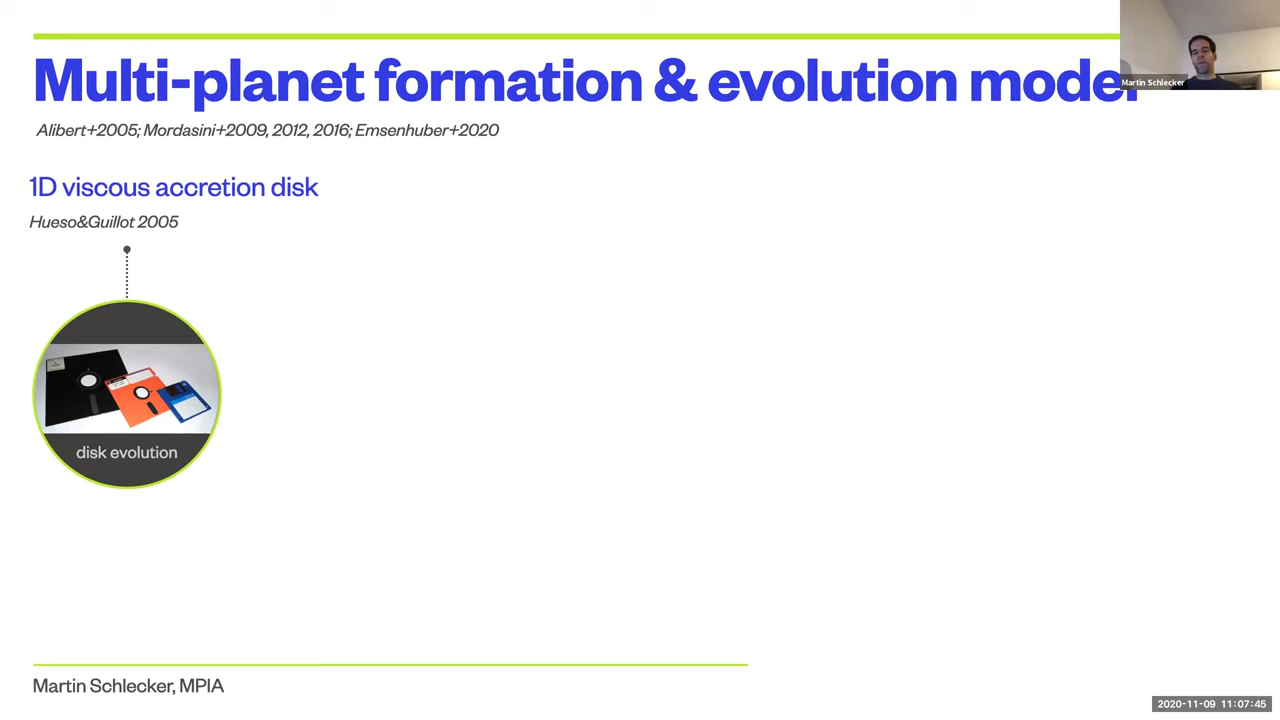 Multi-planet formation & evolution model
Martin Schlecker
Alibert+2005; Mordasini+2009, 2012, 2016; Emsenhuber+2020
1D viscous accretion disk
Hueso&Guillot 2005
disk evolution
Martin Schlecker, MPIA
2020-11-09 11:07:45